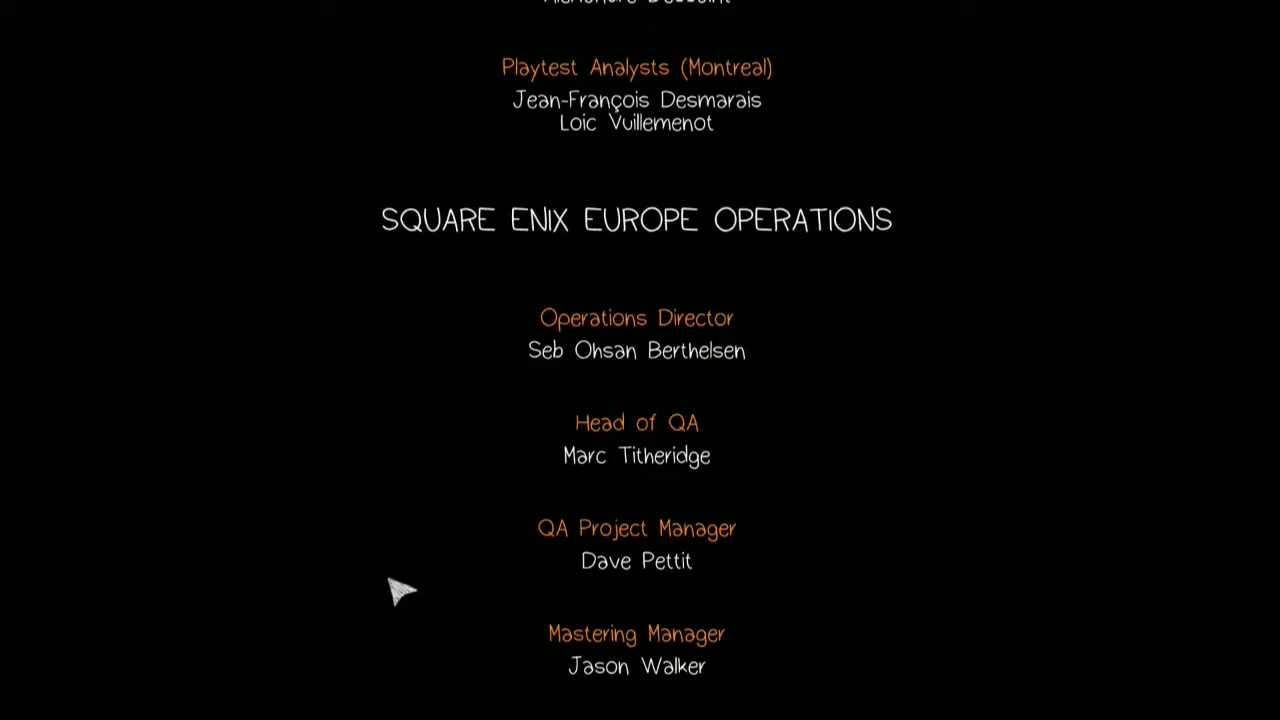 Playtest Analysts (Montreal)
Jean-François Desmarais
Loic Vuillemenot
SQUARE ENIX EUROPE OPERATIONS
Operations Director
Seb Ohsan Berthelsen
Head of QA
Marc Titheridge
QA Project Manager
Dave Pettit
Mastering Manager
Jason Walker